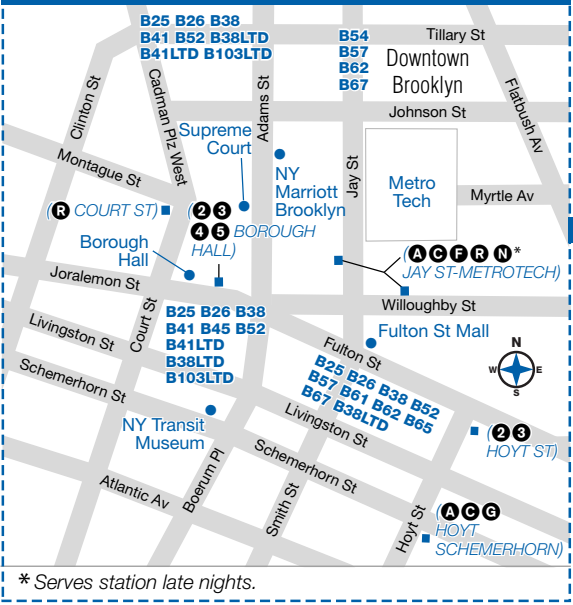 B25 B26 B38
B41 B52 B38LTD
B41LTD B103LTD
B54
B57
B62
B67
Tillary St
Downtown
Brooklyn
Clinton St
Cadman Plz West
Adams St
Jay St
Flatbush Av
Johnson St
Supreme
Court
Montague St
NY
Marriott
Brooklyn
Metro
Tech
Myrtle Av
(R COURT ST)
(2 3
4 5 BOROUGH
HALL)
Borough
Hall
(A C F R N*
JAY ST-METROTECH)
Joralemon St
Court St
Willoughby St
B25 B26 B38
B41 B45 B52
B41LTD
B38LTD
B103LTD
Livingston St
Schemerhorn St
Fulton St
Fulton St Mall
B25 B26 B38 B52
B57 B61 B62 B65
B67 B38LTD
N
W E
S
NY Transit
Museum
Livingston St
(2 3
HOYT ST)
Schemerhorn St
Atlantic Av
Boerum Pl
Smith St
Hoyt St
(A C G
HOYT
SCHEMERHORN)
* Serves station late nights.